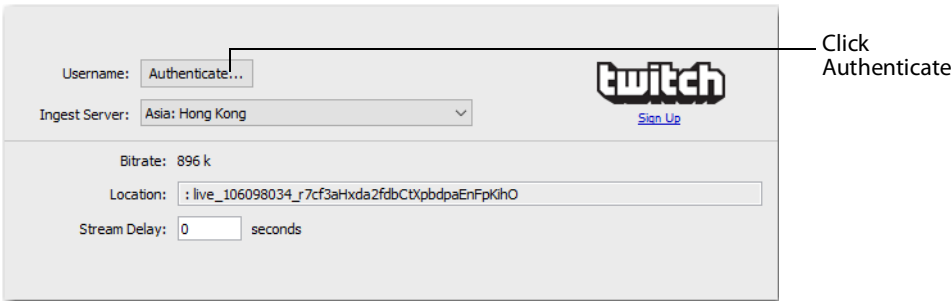 Click
Authenticate
Username: Authenticate...
twitch
Ingest Server: Asia: Hong Kong
Sign Up
Bitrate: 896 k
Location: : live_106098034_r7cf3aHxda2fdbCtXpbdpaEnFpKihO
Stream Delay: 0 seconds